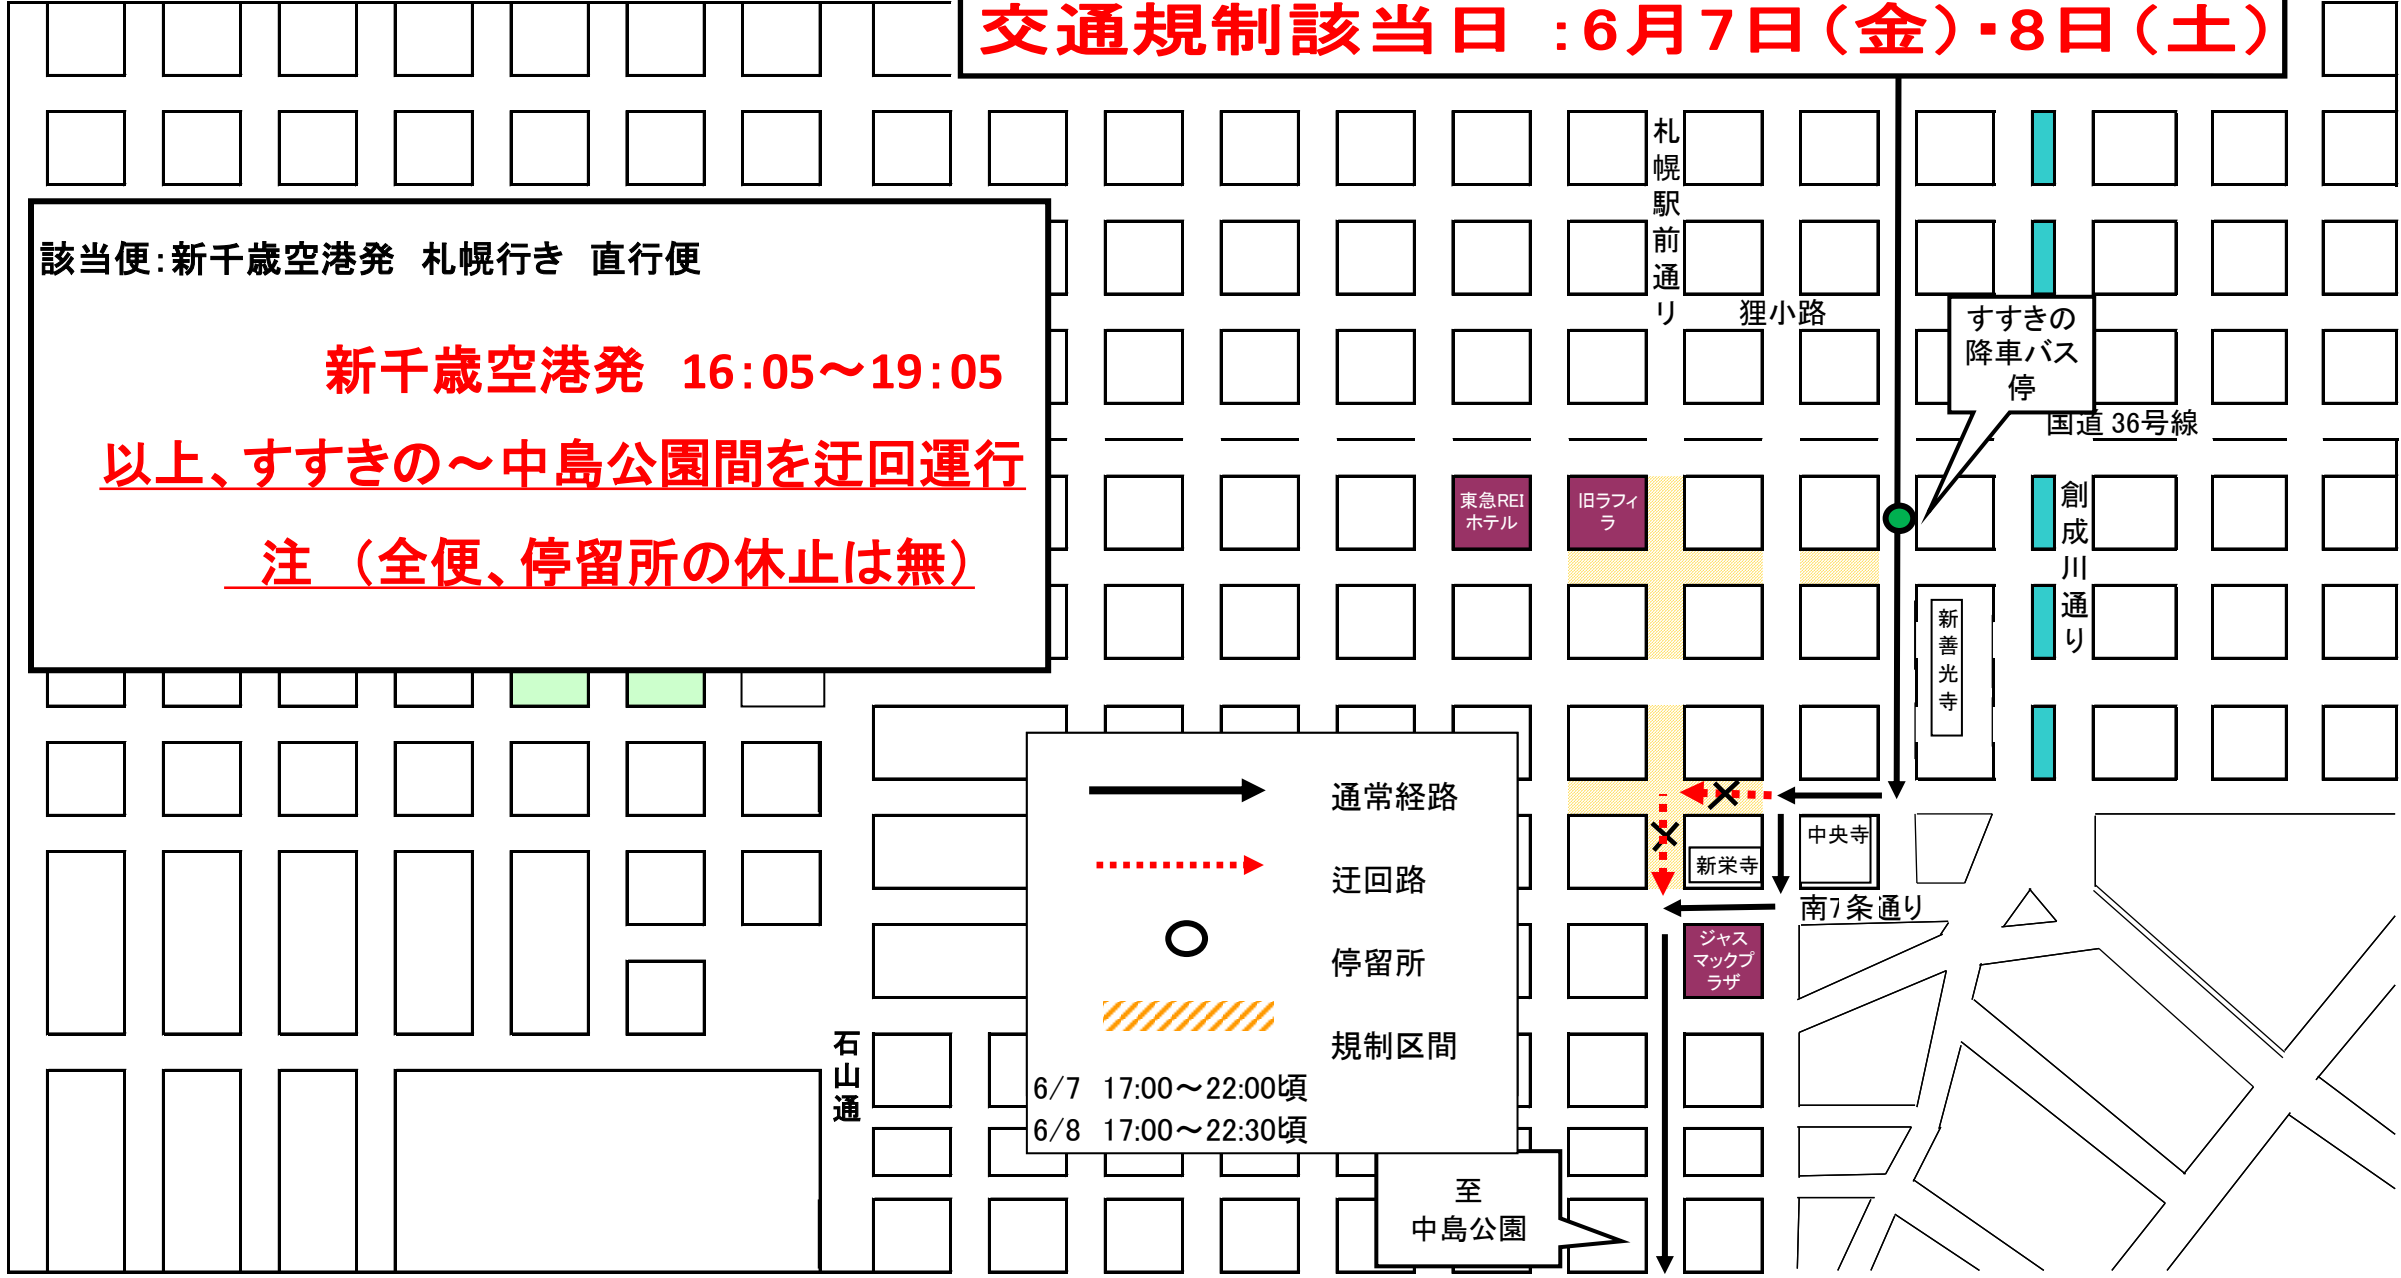 交通規制該当日 ：6月7日（金）・8日（土）
札幌駅前通り
該当便：新千歳空港発 札幌行き 直行便
新千歳空港発 16：05～19：05
以上、すすきの～中島公園間を迂回運行
注 （全便、停留所の休止は無）
狸小路
すすきの
降車バス
停
国道 36号線
東急REI
ホテル
旧ラフィ
ラ
創成川通り
新善光寺
通常経路
迂回路
停留所
規制区間
6/7 17:00～22:00頃
6/8 17:00～22:30頃
中央寺
新栄寺
南7条通り
ジャス
マックプ
ラザ
石山通
至
中島公園